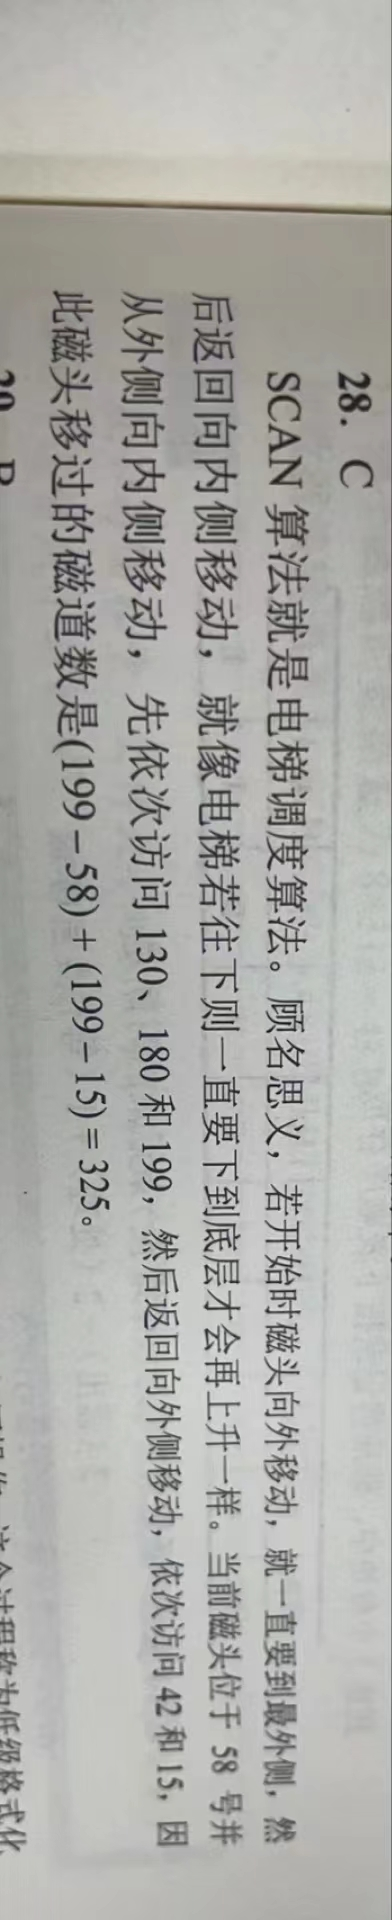 28. C
SCAN 算法就是电梯调度算法。顾名思义，若开始时磁头向外移动，就一直要到最外侧，然
后返回向内侧移动，就像电梯若往下则一直要下到底层才会再上升一样。当前磁头位于 58 号并
从外侧向内侧移动，先依次访问 130、180 和 199，然后返回向外侧移动，依次访问 42 和 15，因
此磁头移过的磁道数是(199 – 58) + (199 – 15) = 325。